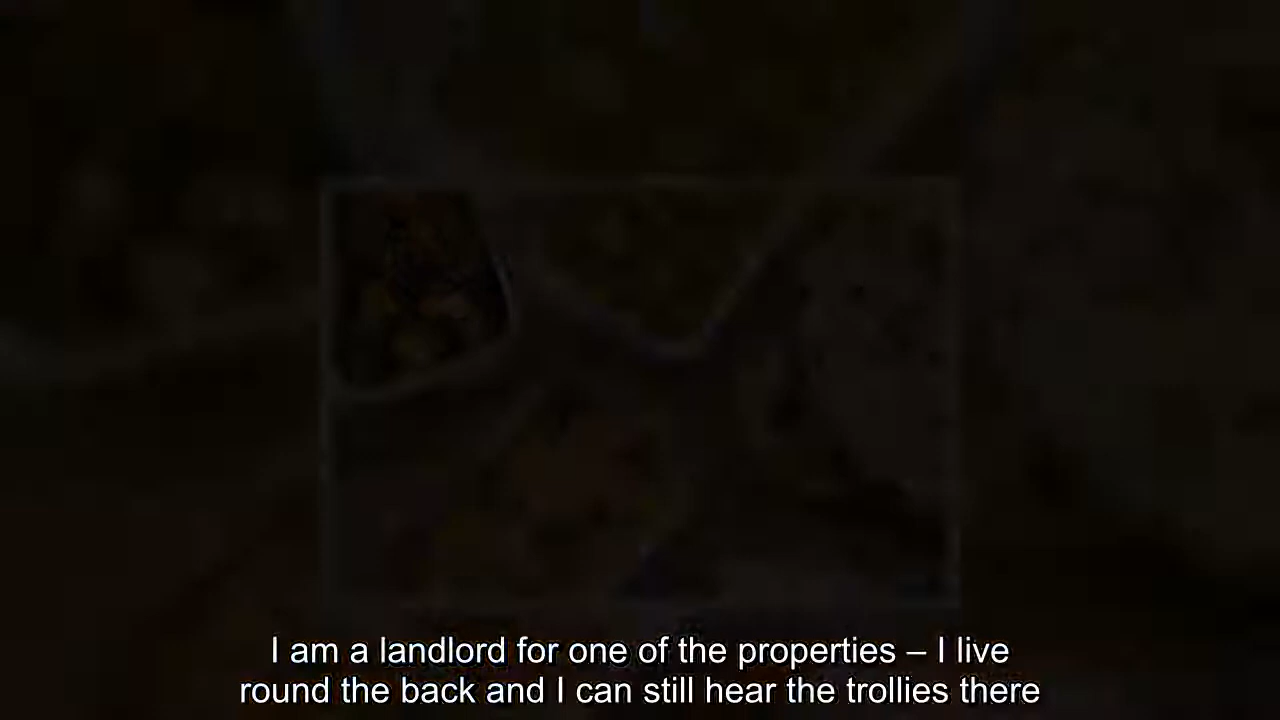 I am a landlord for one of the properties – I live
round the back and I can still hear the trollies there